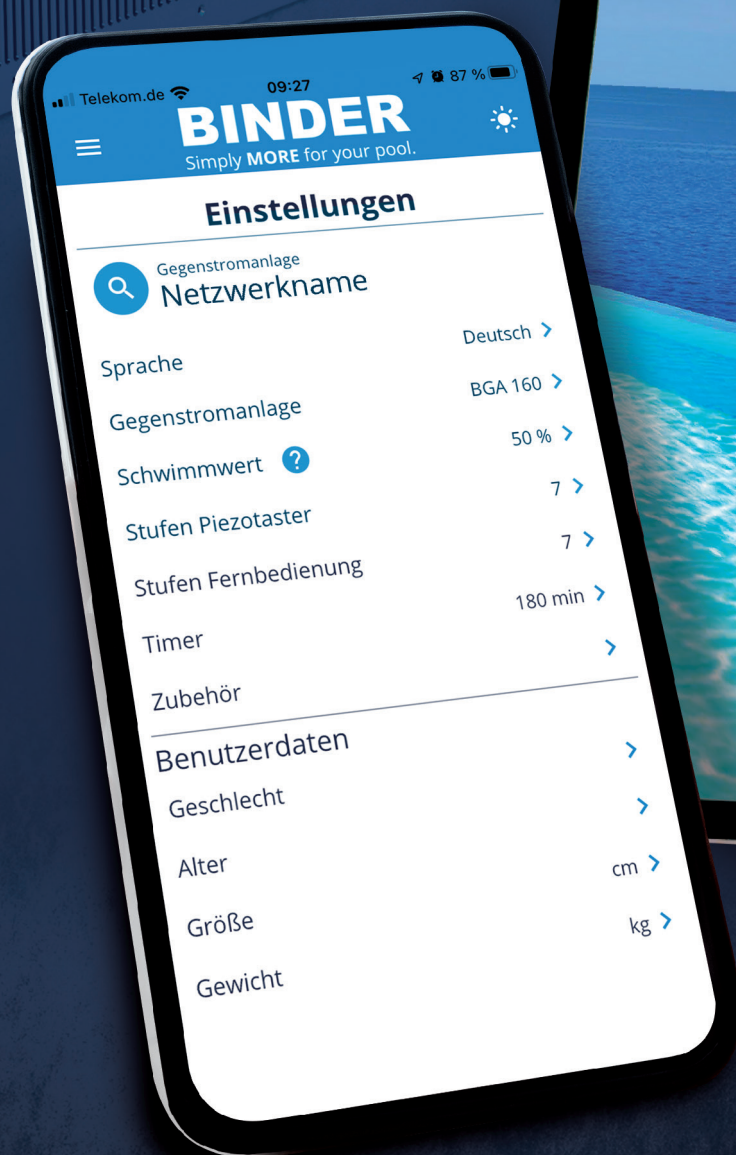 Telekom.de 09:27 87 %
BINDER
Simply MORE for your pool.
Einstellungen
Gegenstromanlage
Netzwerkname
Sprache Deutsch
Gegenstromanlage BGA 160
Schwimmwert ? 50 %
Stufen Piezotaster 7
Stufen Fernbedienung 7
Timer 180 min
Zubehör
Benutzerdaten
Geschlecht
Alter
Größe cm
Gewicht kg